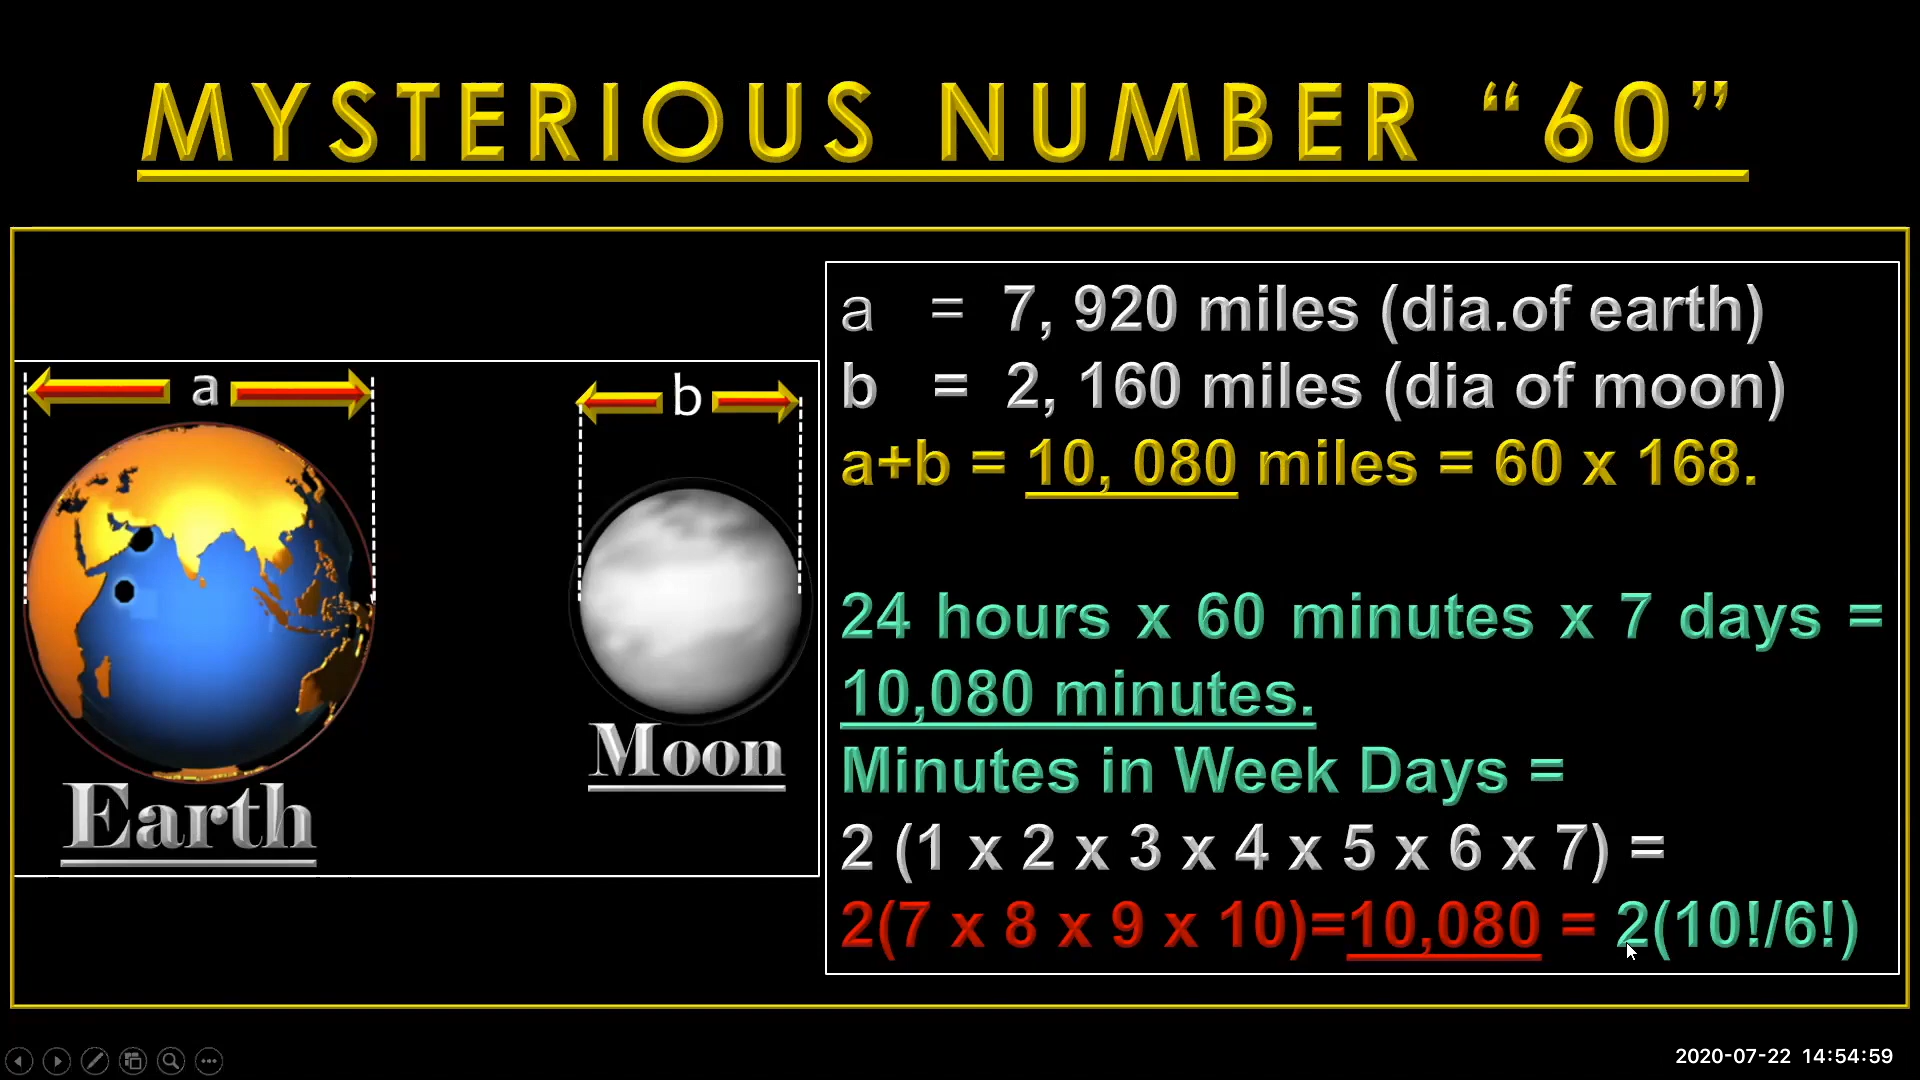 MYSTERIOUS NUMBER “60”
a
b
Earth
Moon
a = 7, 920 miles (dia.of earth)
b = 2, 160 miles (dia of moon)
a+b = 10, 080 miles = 60 x 168.
24 hours x 60 minutes x 7 days =
10,080 minutes.
Minutes in Week Days =
2 (1 x 2 x 3 x 4 x 5 x 6 x 7) =
2(7 x 8 x 9 x 10)=10,080 = 2(10!/6!)
2020-07-22 14:54:59